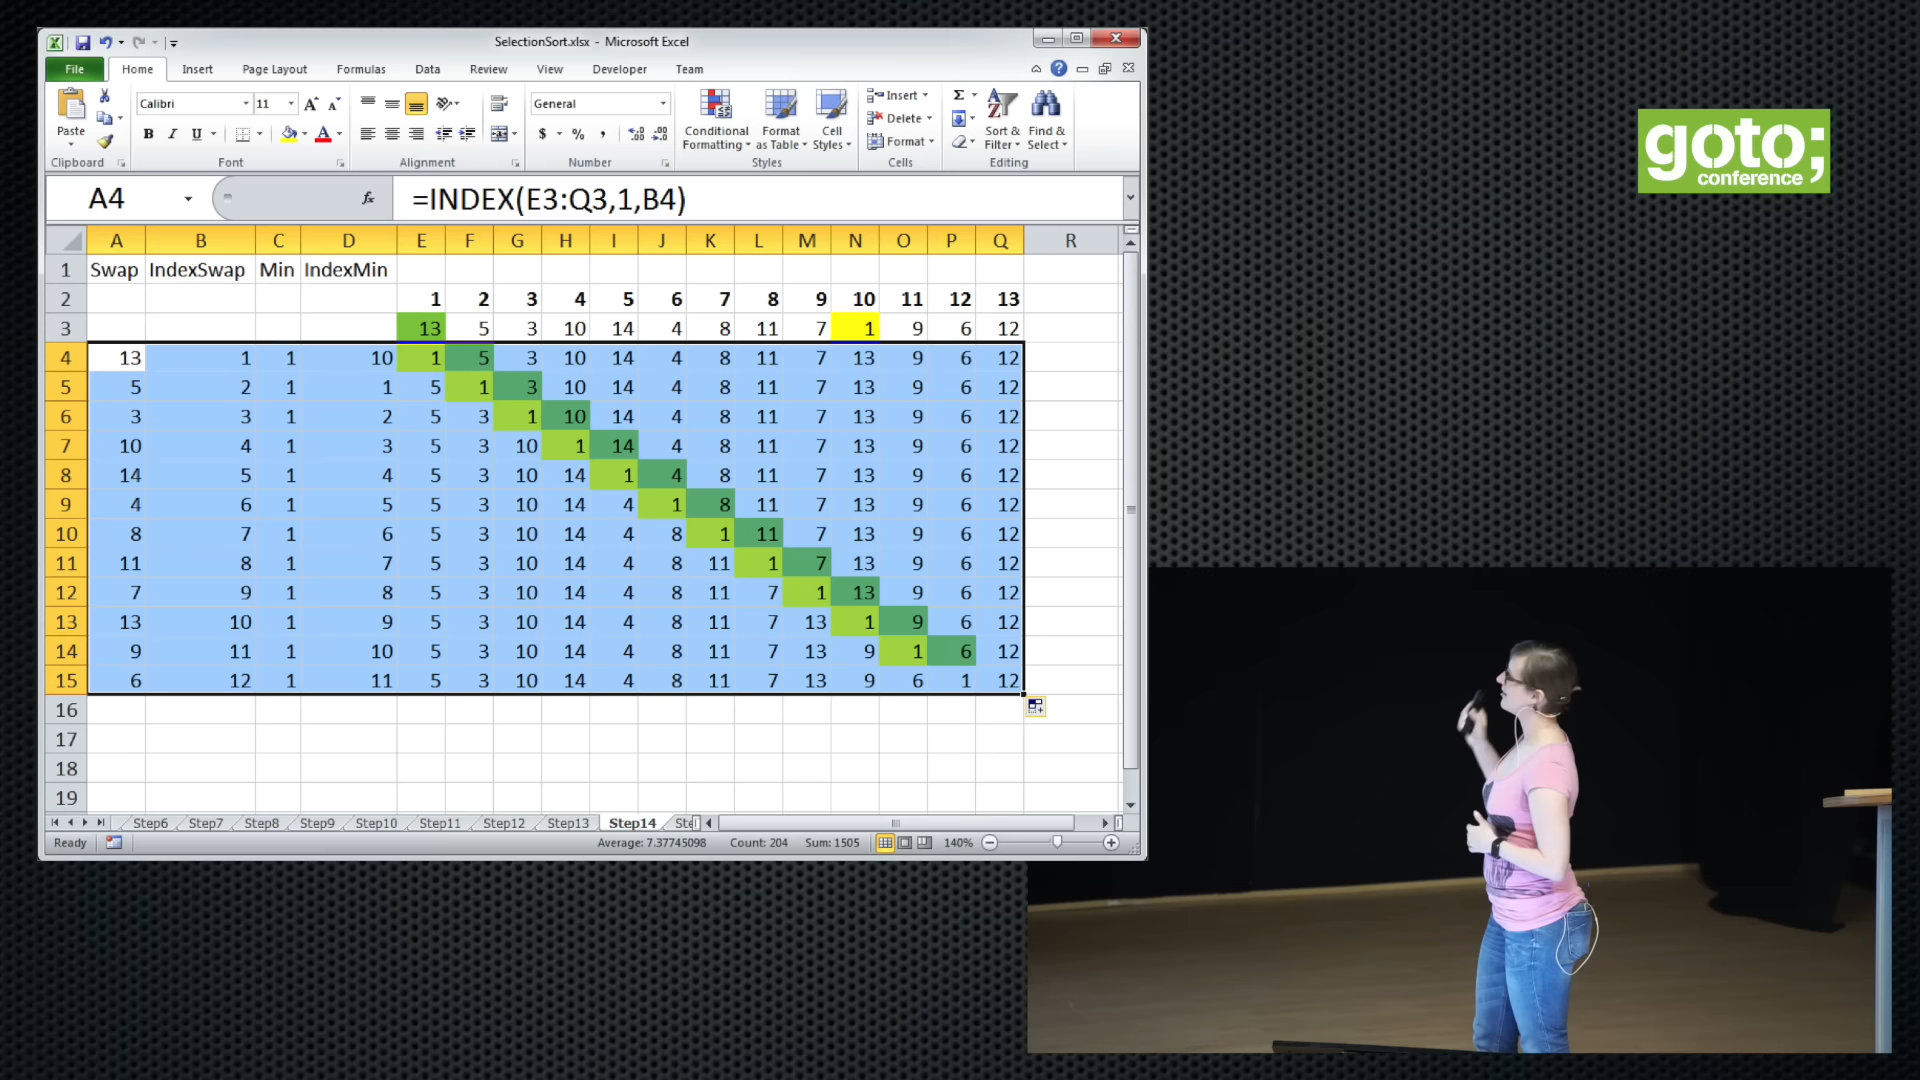 SelectionSort.xlsx - Microsoft Excel
File Home Insert Page Layout Formulas Data Review View Developer Team
Paste
Calibri 11
B I U
General
$ % ,
Conditional Formatting
Format as Table
Cell Styles
Insert
Delete
Format
Sort & Filter
Find & Select
Clipboard Font Alignment Number Styles Cells Editing
A4 fx =INDEX(E3:Q3,1,B4)
A B C D E F G H I J K L M N O P Q R
1 Swap IndexSwap Min IndexMin
2 1 2 3 4 5 6 7 8 9 10 11 12 13
3 13 5 3 10 14 4 8 11 7 1 9 6 12
4 13 1 1 10 1 5 3 10 14 4 8 11 7 13 9 6 12
5 5 2 1 1 5 1 3 10 14 4 8 11 7 13 9 6 12
6 3 3 1 2 5 3 1 10 14 4 8 11 7 13 9 6 12
7 10 4 1 3 5 3 10 1 14 4 8 11 7 13 9 6 12
8 14 5 1 4 5 3 10 14 1 4 8 11 7 13 9 6 12
9 4 6 1 5 5 3 10 14 4 1 8 11 7 13 9 6 12
10 8 7 1 6 5 3 10 14 4 8 1 11 7 13 9 6 12
11 11 8 1 7 5 3 10 14 4 8 11 1 7 13 9 6 12
12 7 9 1 8 5 3 10 14 4 8 11 7 1 13 9 6 12
13 13 10 1 9 5 3 10 14 4 8 11 7 13 1 9 6 12
14 9 11 1 10 5 3 10 14 4 8 11 7 13 9 1 6 12
15 6 12 1 11 5 3 10 14 4 8 11 7 13 9 6 1 12
16
17
18
19
Step6 Step7 Step8 Step9 Step10 Step11 Step12 Step13 Step14 Ste
Ready Average: 7.37745098 Count: 204 Sum: 1505 140%
goto;
conference